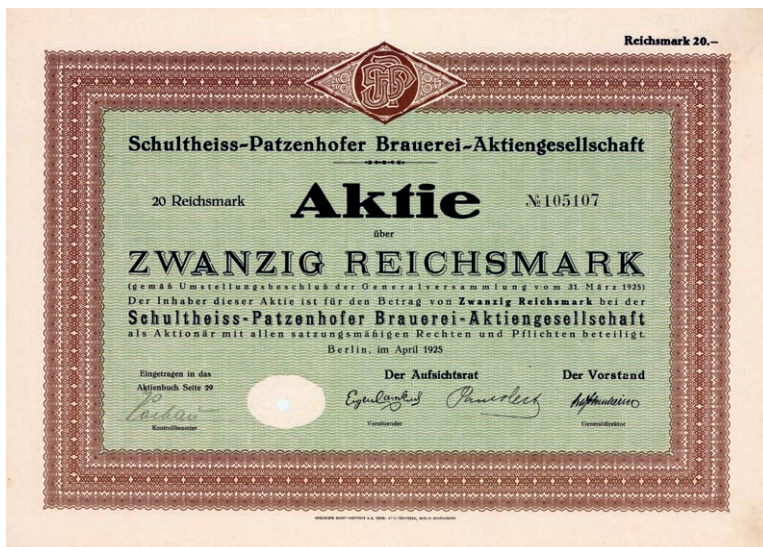 Reichsmark 20.–
Schultheiss-Patzenhofer Brauerei-Aktiengesellschaft
20 Reichsmark Aktie № 105107
über
ZWANZIG REICHSMARK
(gemäß Umstellungsbeschluß der Generalversammlung vom 31. März 1925)
Der Inhaber dieser Aktie ist für den Betrag von Zwanzig Reichsmark bei der
Schultheiss-Patzenhofer Brauerei-Aktiengesellschaft
als Aktionär mit allen satzungsmäßigen Rechten und Pflichten beteiligt.
Berlin, im April 1925
Eingetragen in das
Aktienbuch Seite 29
Kontrollbeamter
Der Aufsichtsrat
Vorsitzender
Der Vorstand
Generaldirektor